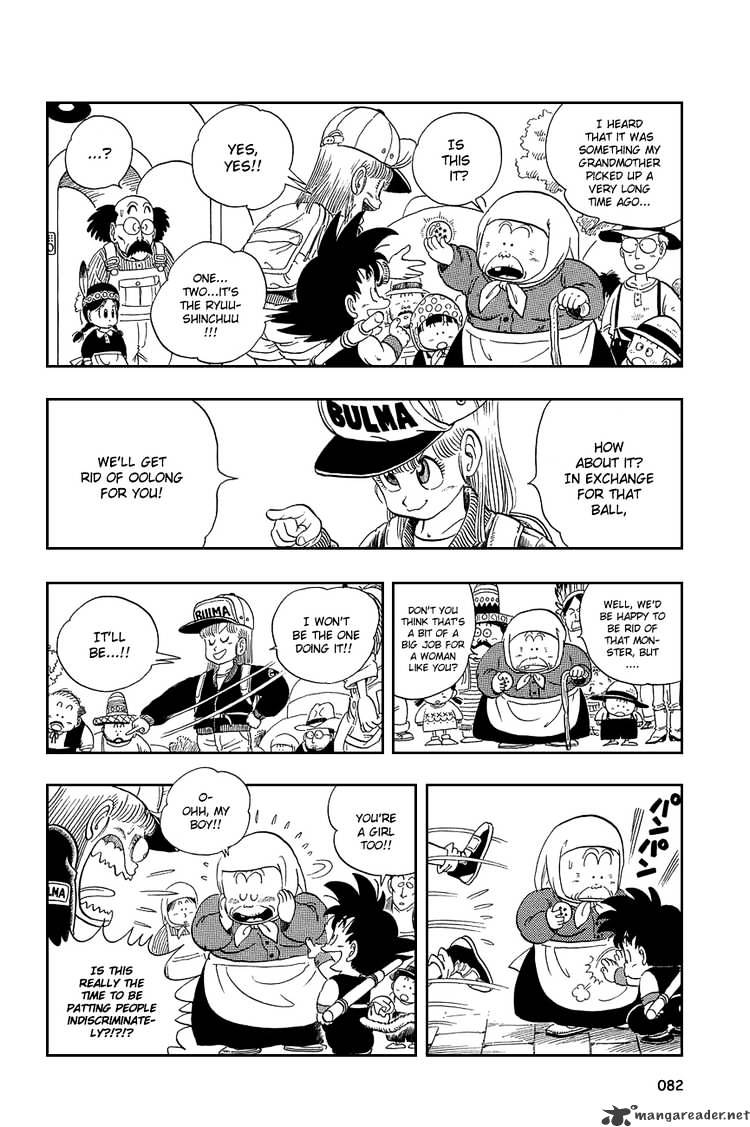 I HEARD
THAT IT WAS
SOMETHING MY
GRANDMOTHER
PICKED UP
A VERY LONG
TIME AGO...
IS
THIS
IT?
YES,
YES!!
ONE...
TWO...IT'S
THE RYUU-
SHINCHUU
!!!
...?
HOW
ABOUT IT?
IN EXCHANGE
FOR THAT
BALL,
BULMA
WE'LL GET
RID OF OOLONG
FOR YOU!
WELL, WE'D
BE HAPPY TO
BE RID OF
THAT MON-
STER, BUT
....
DON'T YOU
THINK THAT'S
A BIT OF A
BIG JOB FOR
A WOMAN
LIKE YOU?
I WON'T
BE THE ONE
DOING IT!!
BULMA
IT'LL
BE...!!
パンパン
YOU'RE
A GIRL
TOO!!
O-
OHH, MY
BOY!!
LMA
IS THIS
REALLY THE
TIME TO BE
PATTING PEOPLE
INDISCRIMINATE-
LY?!?!?
082
mangareader.net